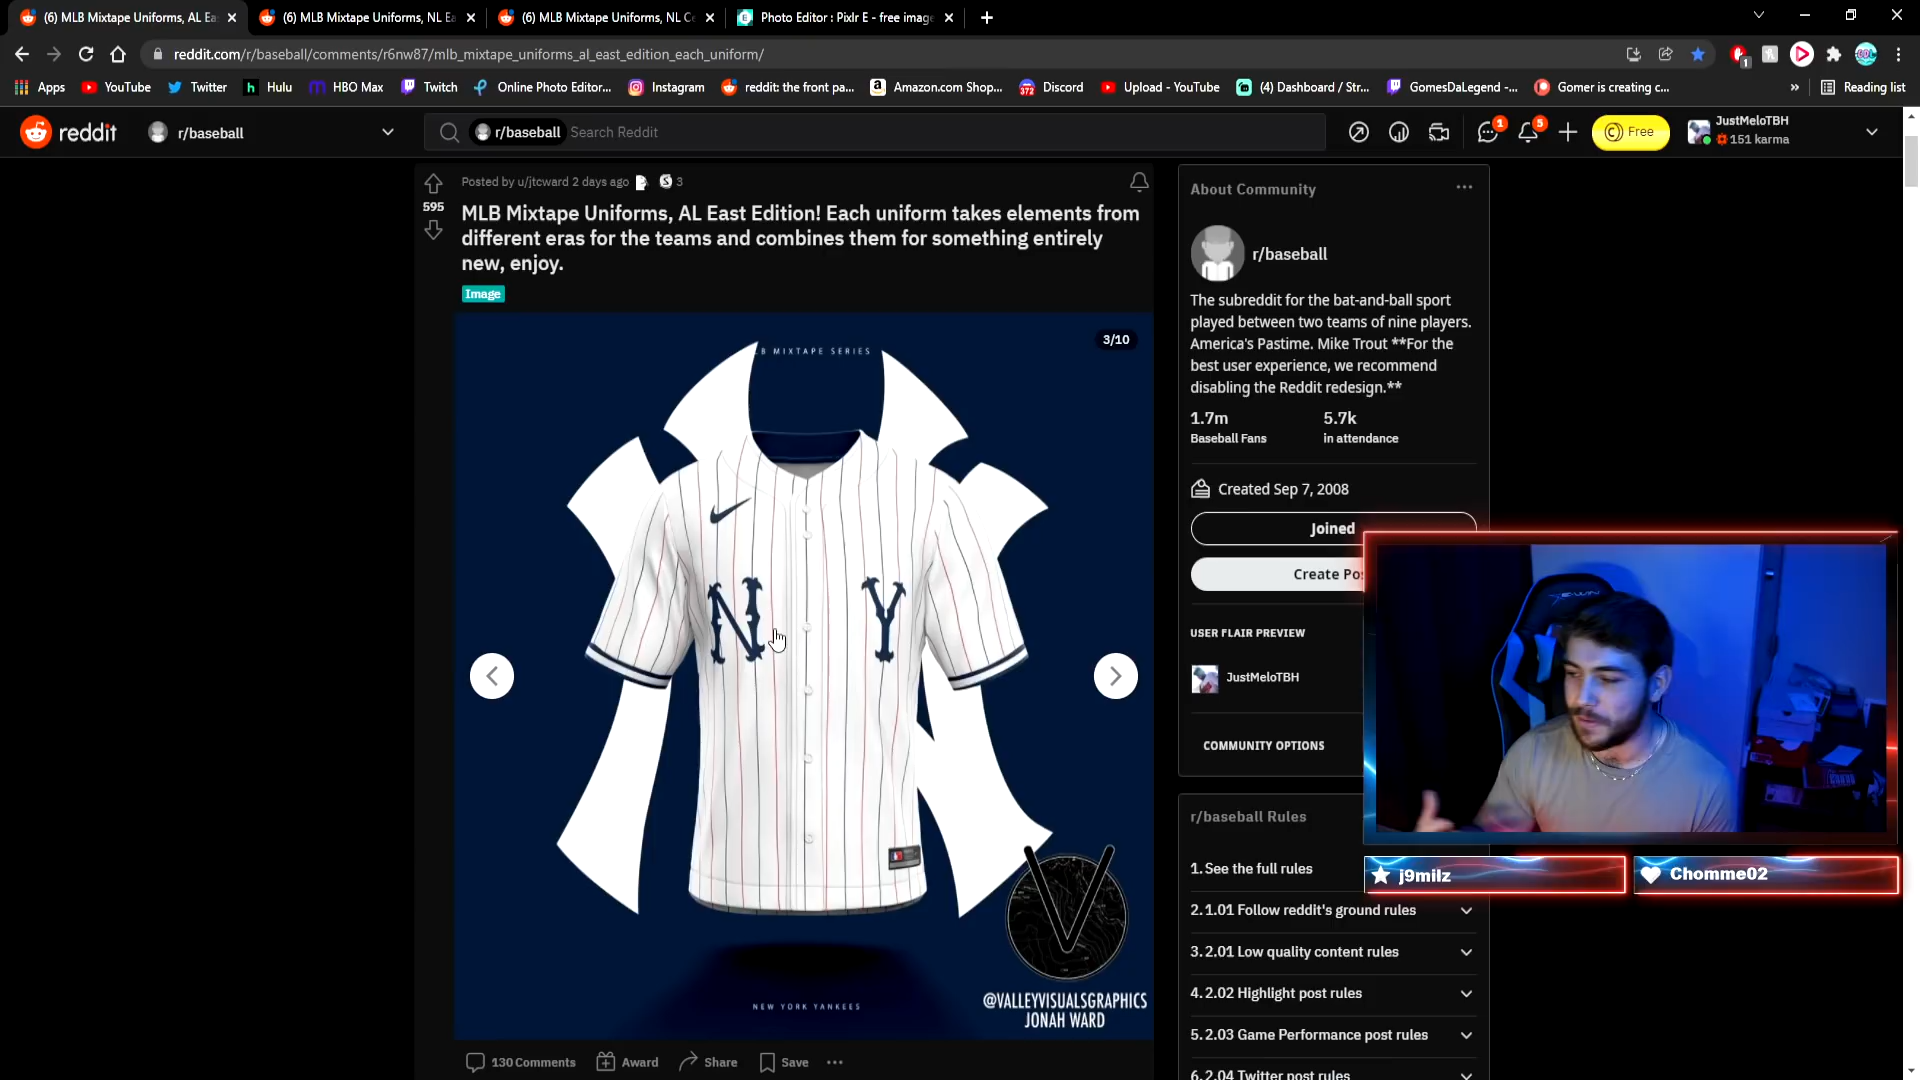 (6) MLB Mixtape Uniforms, AL Ea
(6) MLB Mixtape Uniforms, NL Ea
(6) MLB Mixtape Uniforms, NL Ce
Photo Editor : Pixlr E - free image
reddit.com/r/baseball/comments/r6nw87/mlb_mixtape_uniforms_al_east_edition_each_uniform/
1
Apps
YouTube
Twitter
Hulu
HBO Max
Twitch
Online Photo Editor...
Instagram
reddit: the front pa...
Amazon.com Shop...
372
Discord
Upload - YouTube
(4) Dashboard / Str...
GomesDaLegend -...
Gomer is creating c...
»
Reading list
reddit
r/baseball
r/baseball
Search Reddit
1
5
Free
JustMeloTBH
151 karma
Posted by u/jtcward 2 days ago
3
595
MLB Mixtape Uniforms, AL East Edition! Each uniform takes elements from
different eras for the teams and combines them for something entirely
new, enjoy.
Image
3/10
LB MIXTAPE SERIES
N Y
NEW YORK YANKEES
V
@VALLEYVISUALSGRAPHICS
JONAH WARD
130 Comments
Award
Share
Save
About Community
r/baseball
The subreddit for the bat-and-ball sport
played between two teams of nine players.
America's Pastime. Mike Trout **For the
best user experience, we recommend
disabling the Reddit redesign.**
1.7m
Baseball Fans
5.7k
in attendance
Created Sep 7, 2008
Joined
Create Pos
USER FLAIR PREVIEW
JustMeloTBH
COMMUNITY OPTIONS
r/baseball Rules
1. See the full rules
2. 1.01 Follow reddit's ground rules
3. 2.01 Low quality content rules
4. 2.02 Highlight post rules
5. 2.03 Game Performance post rules
6. 2.04 Twitter post rules
j9milz
Chomme02